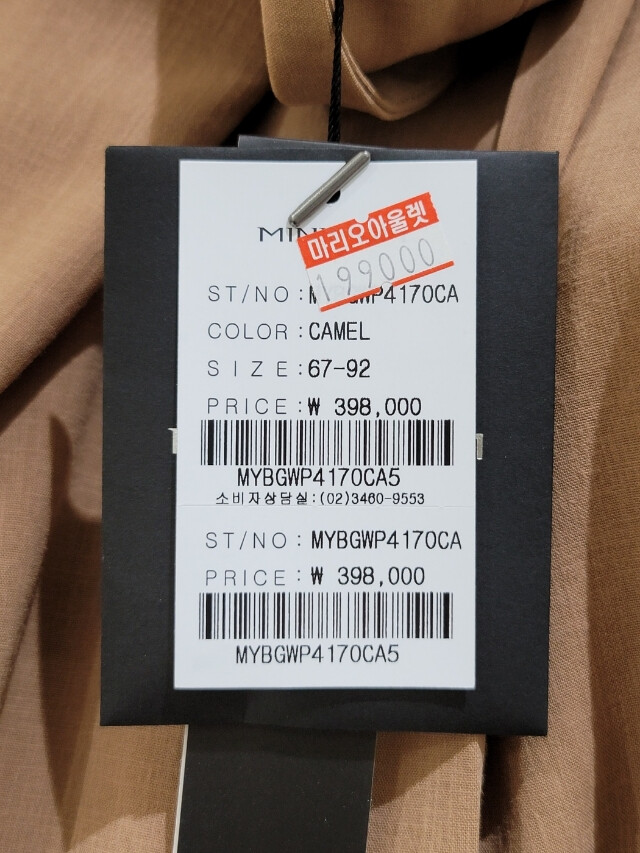 마리오아울렛
199000
ST/NO : GWP4170CA
COLOR : CAMEL
SIZE : 67-92
PRICE : ₩ 398,000
MYBGWP4170CA5
소비자상담실:(02)3460-9553
ST/NO : MYBGWP4170CA
PRICE : ₩ 398,000
MYBGWP4170CA5